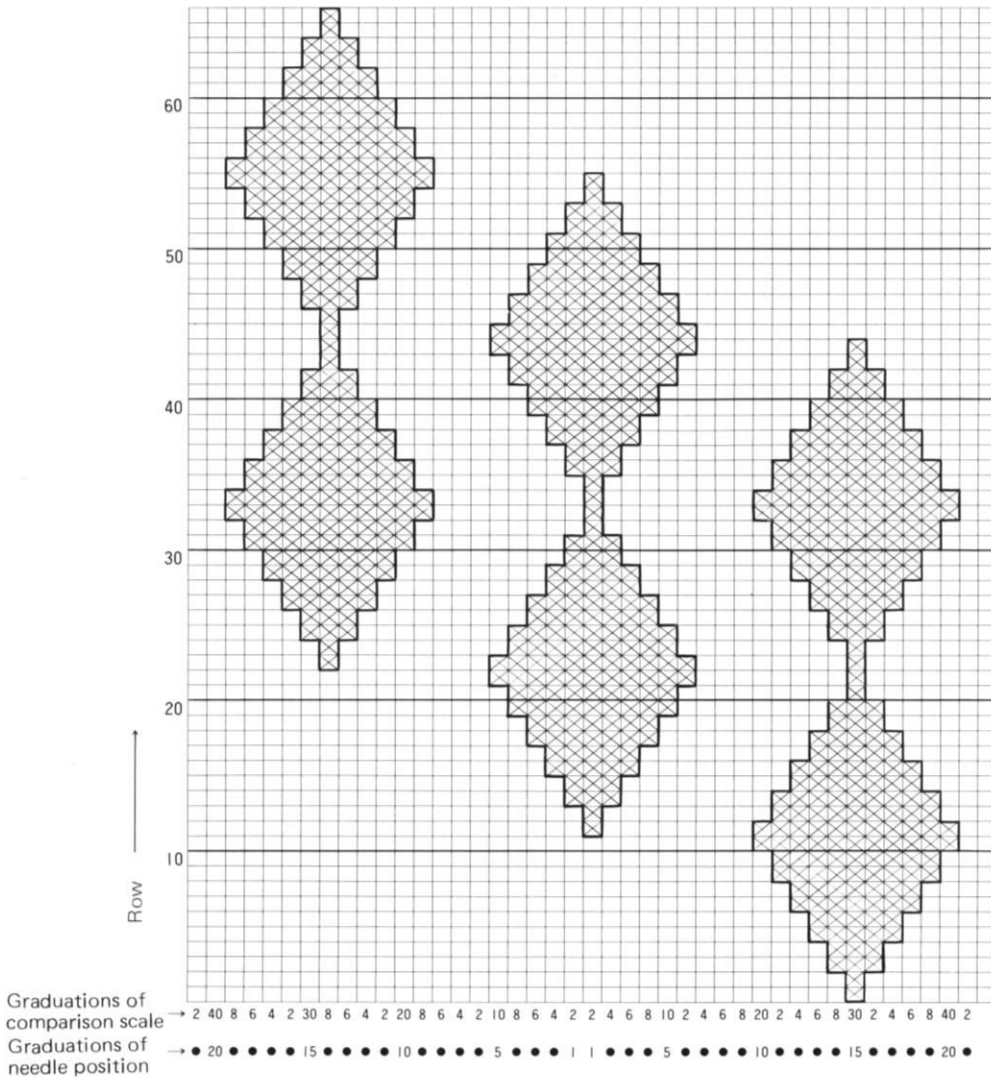 60
50
40
30
20
10
Row
Graduations of
comparison scale → 2 40 8 6 4 2 30 8 6 4 2 20 8 6 4 2 10 8 6 4 2 2 4 6 8 10 2 4 6 8 20 2 4 6 8 30 2 4 6 8 40 2
Graduations of
needle position → ● 20 ● ● ● ● 15 ● ● ● ● 10 ● ● ● ● 5 ● ● ● 1 1 ● ● ● 5 ● ● ● ● 10 ● ● ● ● 15 ● ● ● ● 20 ●